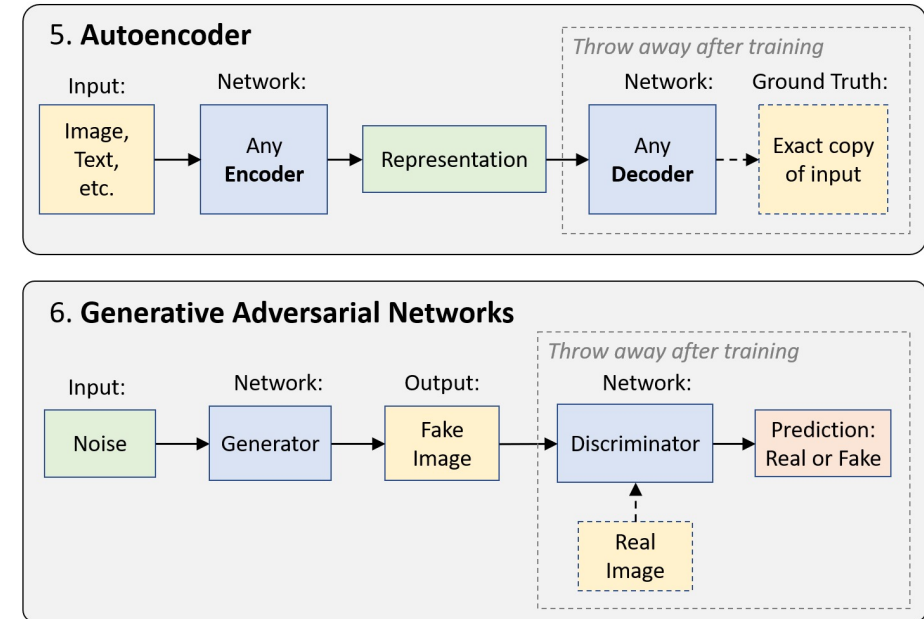 5. Autoencoder
Throw away after training
Input:
Network:
Network:
Ground Truth:
Image,
Text,
etc.
Any
Encoder
Representation
Any
Decoder
Exact copy
of input
6. Generative Adversarial Networks
Throw away after training
Input:
Network:
Output:
Network:
Noise
Generator
Fake
Image
Discriminator
Prediction:
Real or Fake
Real
Image